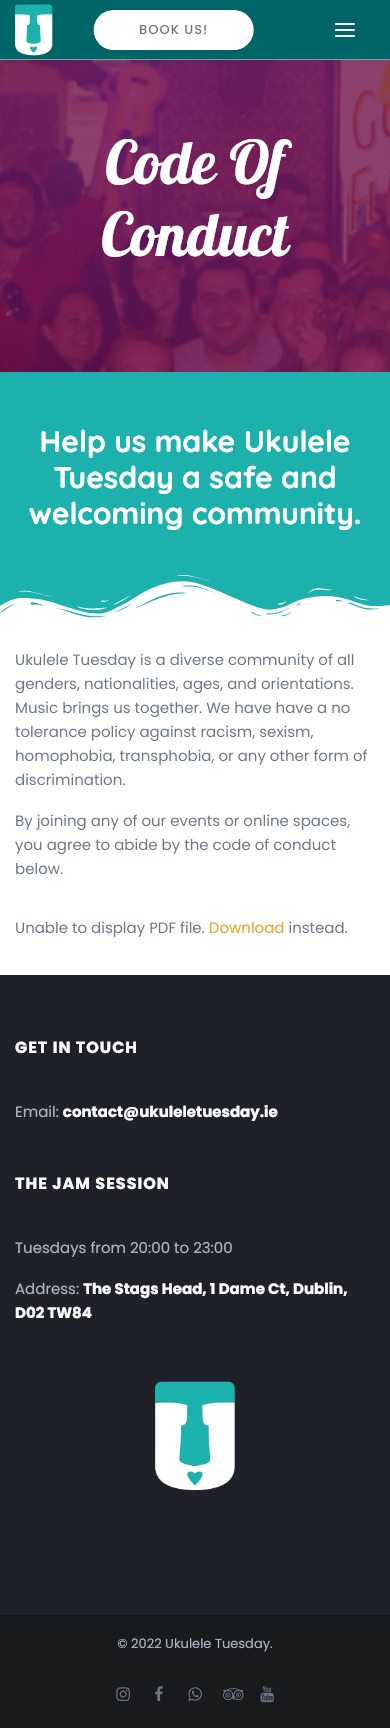 BOOK US!
Code Of
Conduct
Help us make Ukulele
Tuesday a safe and
welcoming community.
Ukulele Tuesday is a diverse community of all
genders, nationalities, ages, and orientations.
Music brings us together. We have have a no
tolerance policy against racism, sexism,
homophobia, transphobia, or any other form of
discrimination.
By joining any of our events or online spaces,
you agree to abide by the code of conduct
below.
Unable to display PDF file. Download instead.
GET IN TOUCH
Email: contact@ukuleletuesday.ie
THE JAM SESSION
Tuesdays from 20:00 to 23:00
Address: The Stags Head, 1 Dame Ct, Dublin,
D02 TW84
© 2022 Ukulele Tuesday.